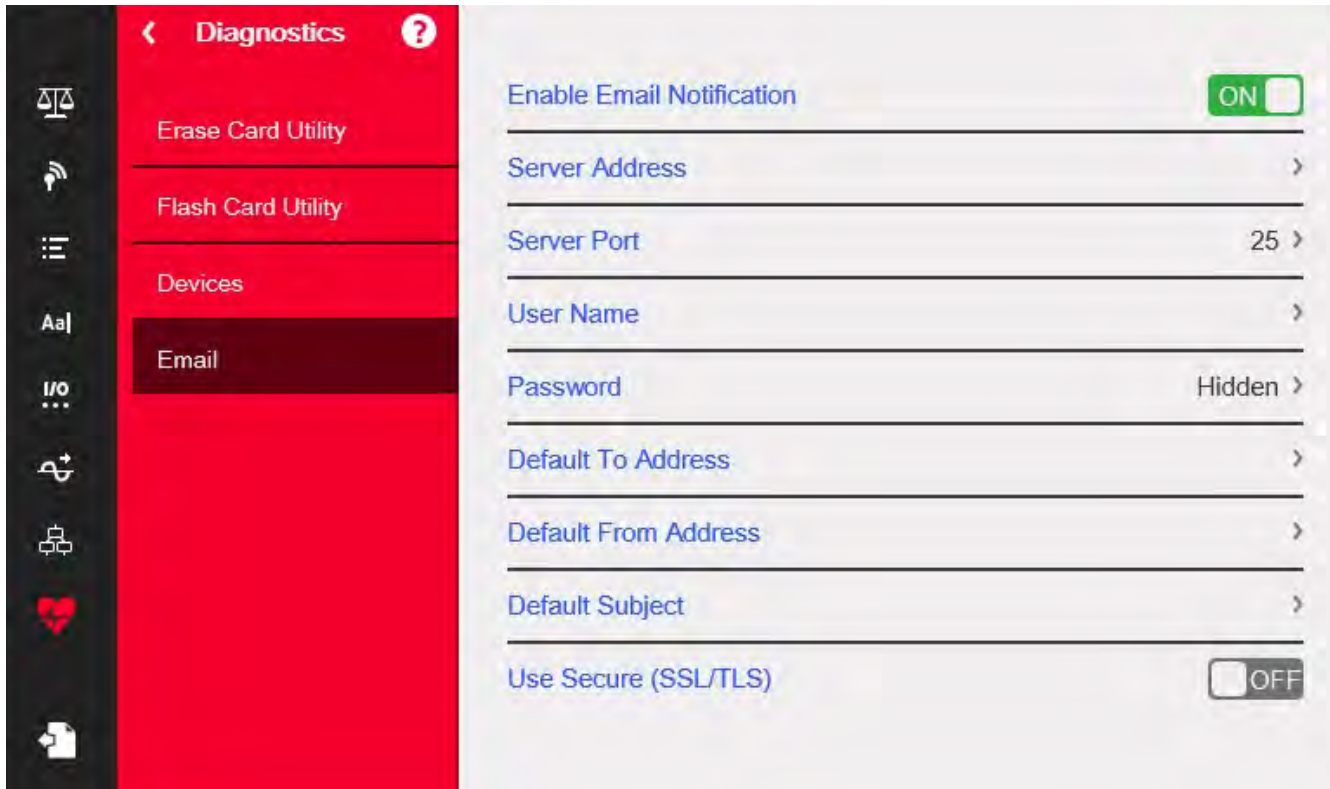 Diagnostics ?
Erase Card Utility
Flash Card Utility
Devices
Email
Aa|
I/O
Enable Email Notification ON
Server Address
Server Port 25
User Name
Password Hidden
Default To Address
Default From Address
Default Subject
Use Secure (SSL/TLS) OFF